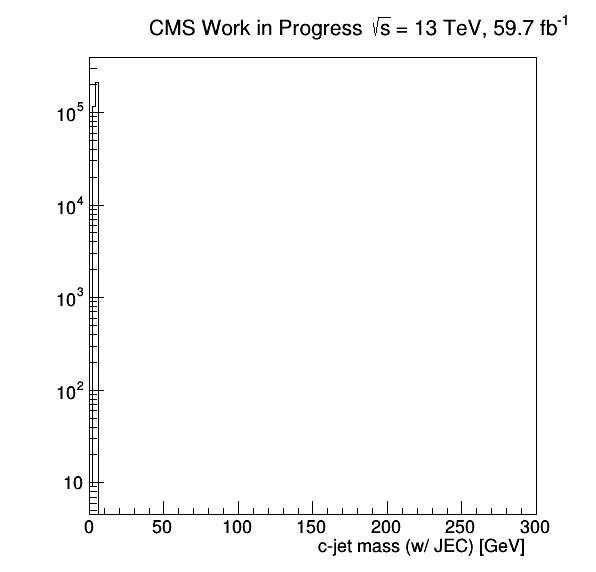 CMS Work in Progress √s = 13 TeV, 59.7 fb⁻¹
10⁵
10⁴
10³
10²
10
0 50 100 150 200 250 300
c-jet mass (w/ JEC) [GeV]